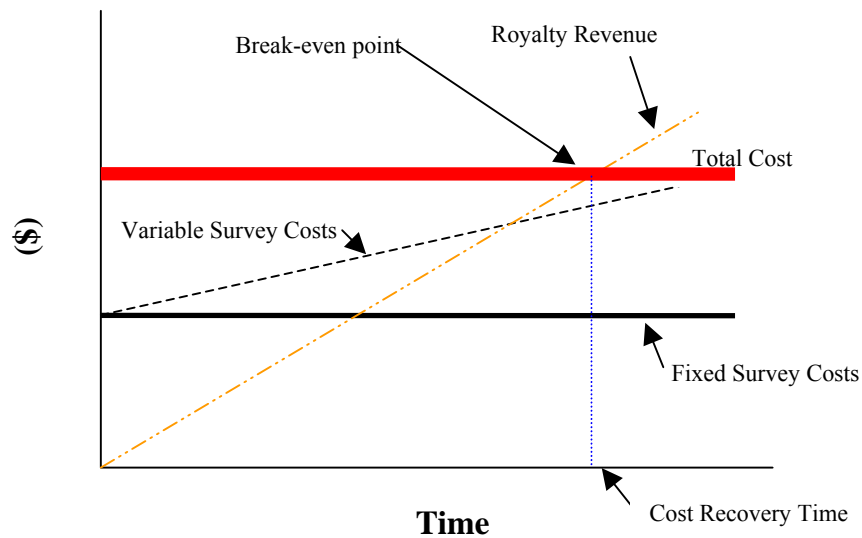 Royalty Revenue
Break-even point
Total Cost
Variable Survey Costs
($)
Fixed Survey Costs
Cost Recovery Time
Time